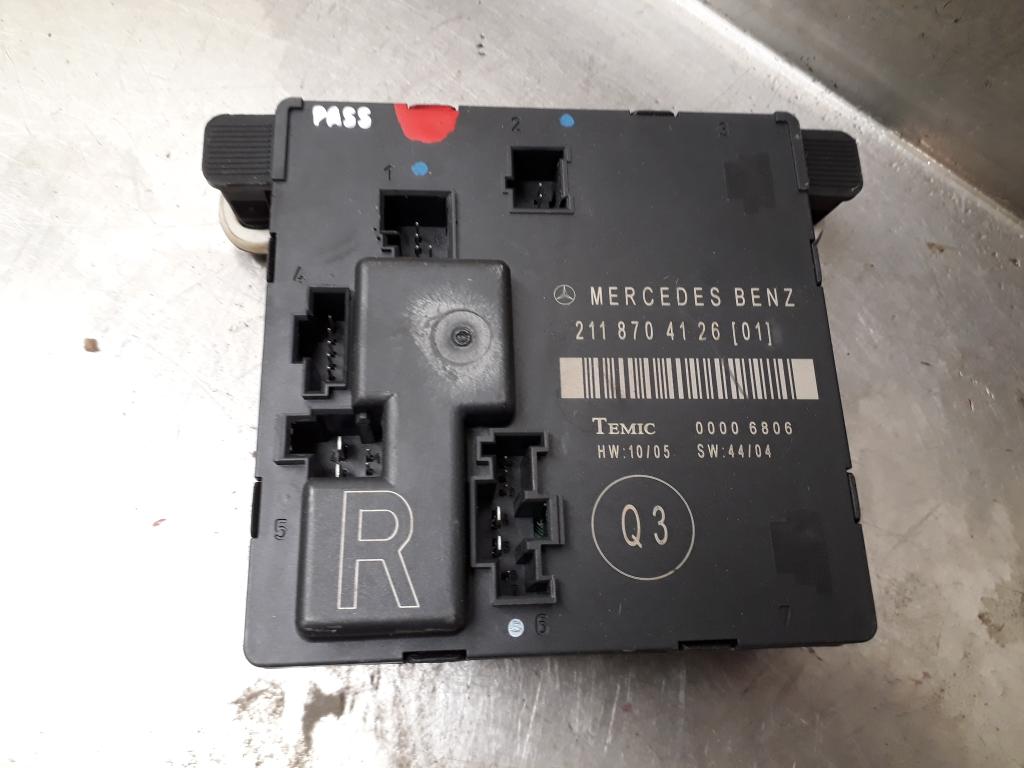 PASS
2
3
1
4
MERCEDES BENZ
211 870 41 26 [01]
TEMIC 0000 6806
HW:10/05 SW:44/04
R
Q3
5
6
7